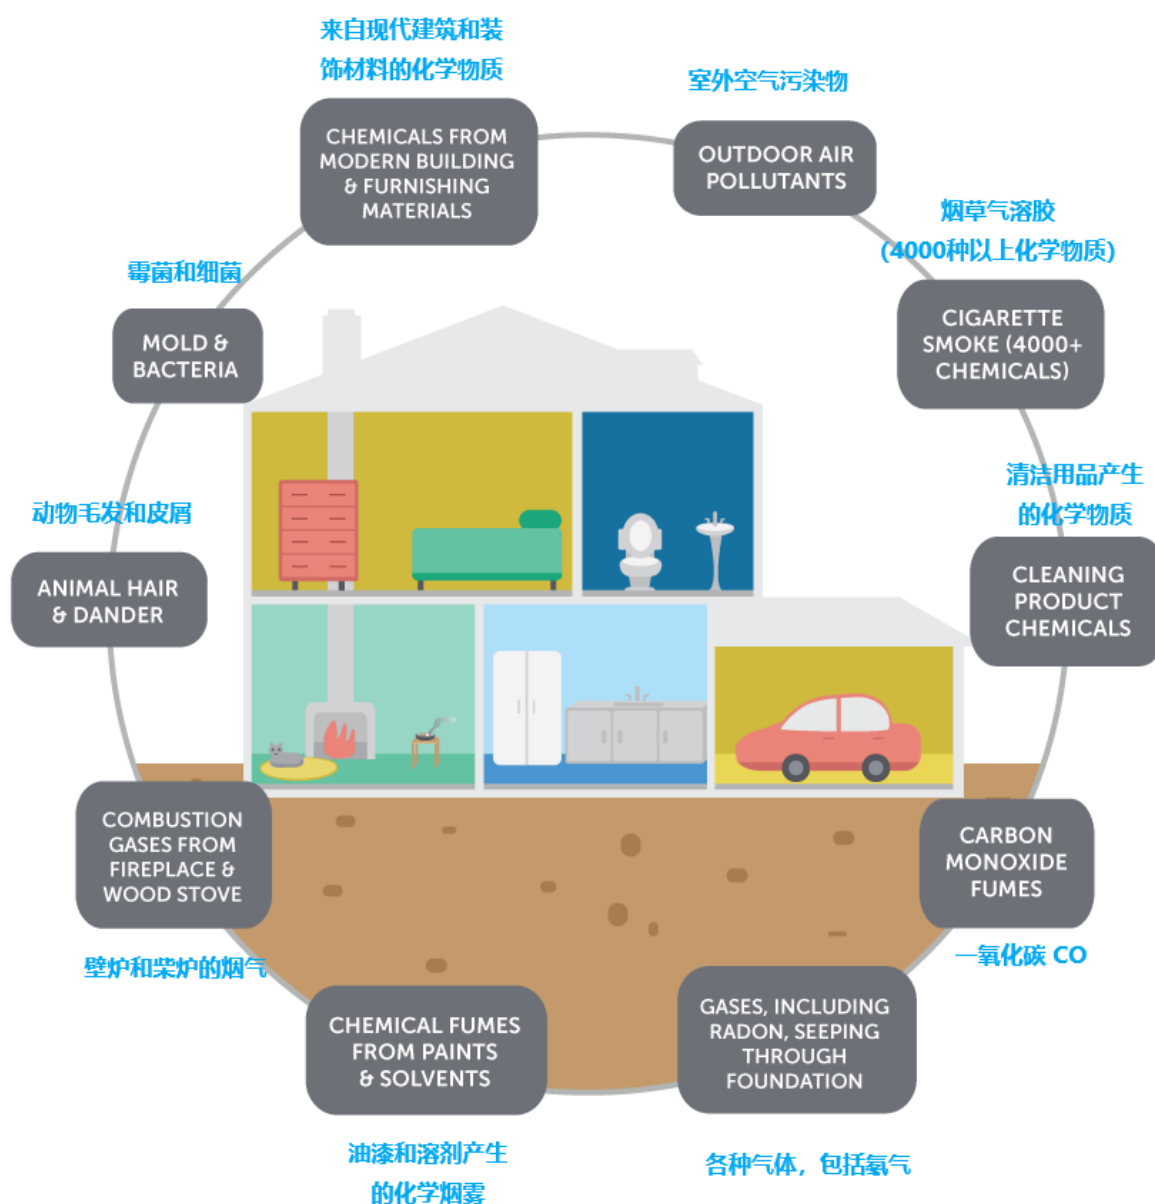 来自现代建筑和装
饰材料的化学物质
CHEMICALS FROM
MODERN BUILDING
& FURNISHING
MATERIALS
室外空气污染物
OUTDOOR AIR
POLLUTANTS
烟草气溶胶
(4000种以上化学物质)
CIGARETTE
SMOKE (4000+
CHEMICALS)
霉菌和细菌
MOLD &
BACTERIA
清洁用品产生
的化学物质
CLEANING
PRODUCT
CHEMICALS
动物毛发和皮屑
ANIMAL HAIR
& DANDER
COMBUSTION
GASES FROM
FIREPLACE &
WOOD STOVE
壁炉和柴炉的烟气
CARBON
MONOXIDE
FUMES
一氧化碳 CO
CHEMICAL FUMES
FROM PAINTS
& SOLVENTS
油漆和溶剂产生
的化学烟雾
GASES, INCLUDING
RADON, SEEPING
THROUGH
FOUNDATION
各种气体，包括氡气